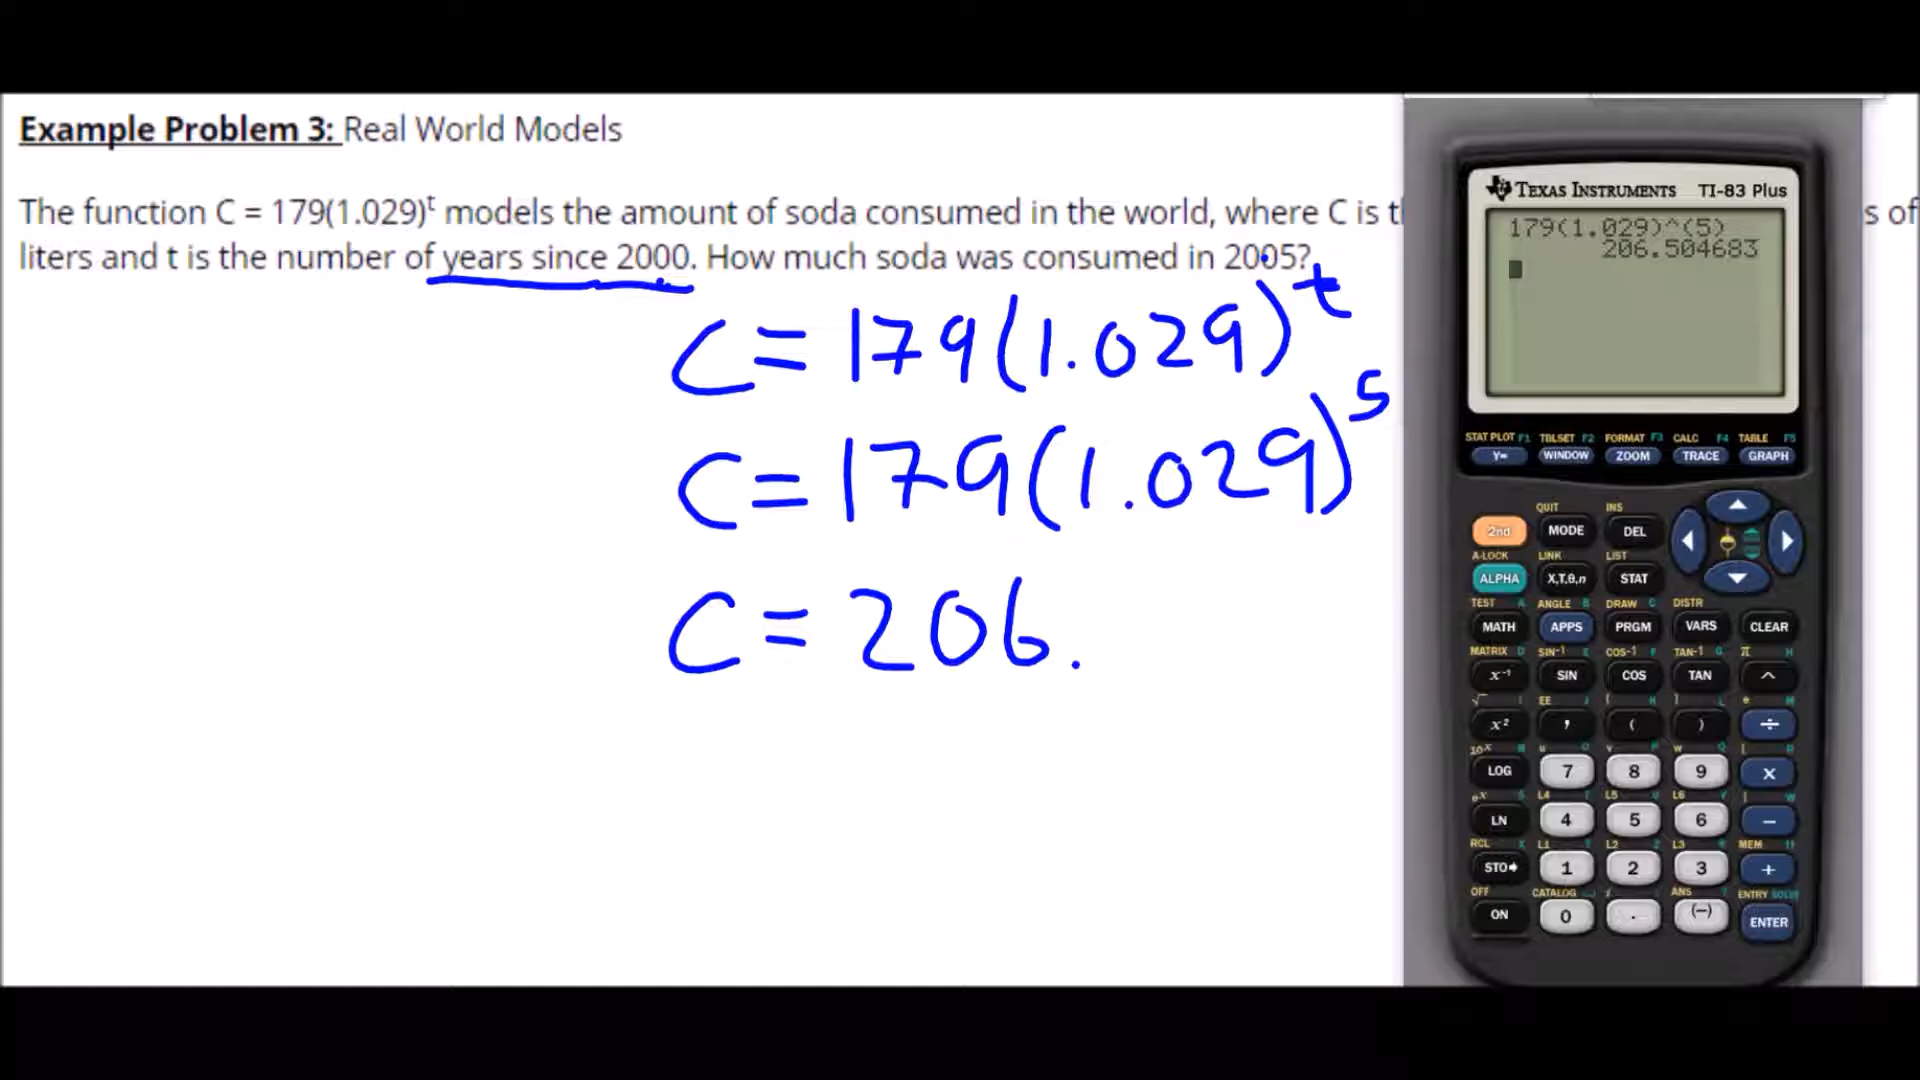 Example Problem 3: Real World Models
The function C = 179(1.029)^t models the amount of soda consumed in the world, where C is t
s of
liters and t is the number of years since 2000. How much soda was consumed in 2005?
C = 179(1.029)^t
C = 179(1.029)^5
C = 206.
TEXAS INSTRUMENTS TI-83 Plus
179(1.029)^(5)
206.504683
STAT PLOT F1 TBLSET F2 FORMAT F3 CALC F4 TABLE F5
Y= WINDOW ZOOM TRACE GRAPH
QUIT INS
2nd MODE DEL
A-LOCK LINK LIST
ALPHA X,T,θ,n STAT
TEST A ANGLE B DRAW C DISTR
MATH APPS PRGM VARS CLEAR
MATRIX D SIN⁻¹ E COS⁻¹ F TAN⁻¹ G π H
x⁻¹ SIN COS TAN ^
√ I EE J { K } L e M
x² , ( ) ÷
10ˣ N u O v P w Q [ R
LOG 7 8 9 ×
eˣ S L4 T L5 U L6 V ] W
LN 4 5 6 −
RCL X L1 Y L2 Z L3 θ MEM "
STO➧ 1 2 3 +
OFF CATALOG i ANS ? ENTRY SOLVE
ON 0 . (−) ENTER